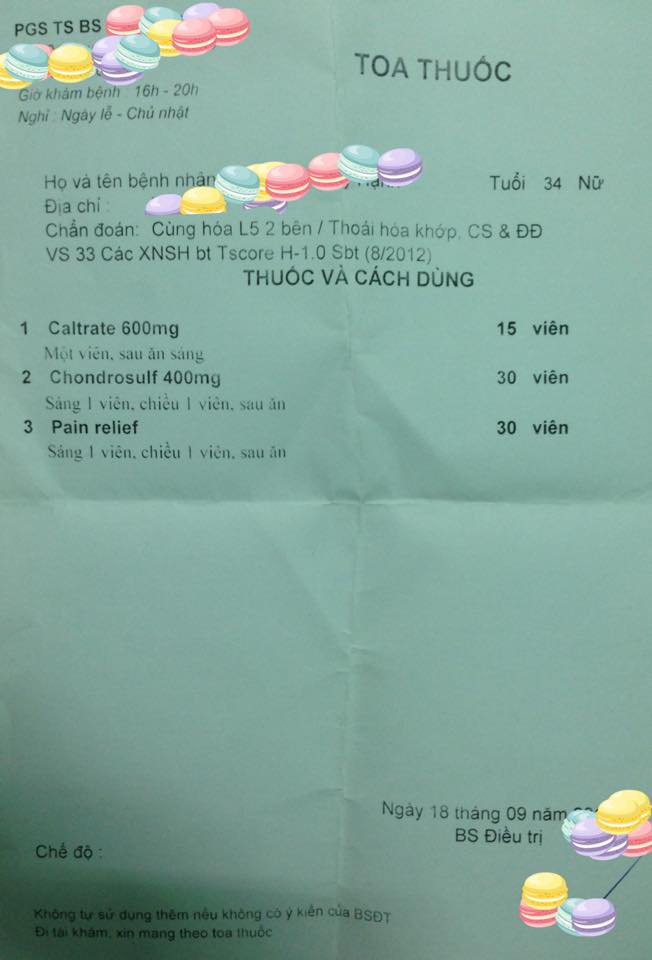 PGS TS BS
TOA THUỐC
Giờ khám bệnh : 16h - 20h
Nghỉ : Ngày lễ - Chủ nhật
Họ và tên bệnh nhân
Tuổi 34 Nữ
Địa chỉ :
Chẩn đoán: Cùng hóa L5 2 bên / Thoái hóa khớp, CS & ĐĐ
VS 33 Các XNSH bt Tscore H-1.0 Sbt (8/2012)
THUỐC VÀ CÁCH DÙNG
1 Caltrate 600mg 15 viên
Một viên, sau ăn sáng
2 Chondrosulf 400mg 30 viên
Sáng 1 viên, chiều 1 viên, sau ăn
3 Pain relief 30 viên
Sáng 1 viên, chiều 1 viên, sau ăn
Ngày 18 tháng 09 năm
BS Điều trị
Chế độ :
Không tự sử dụng thêm nếu không có ý kiến của BSĐT
Đi tái khám, xin mang theo toa thuốc